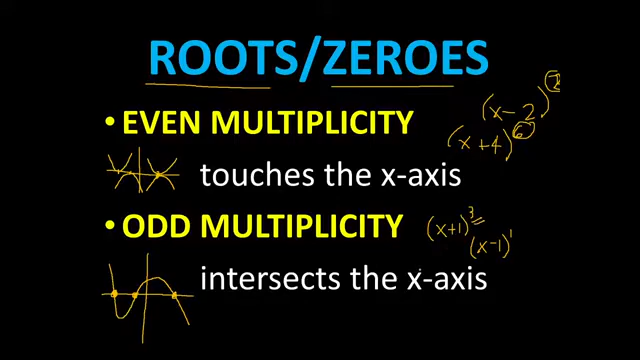 ROOTS/ZEROES
• EVEN MULTIPLICITY
(x-2)²
(x+4)⁶
touches the x-axis
• ODD MULTIPLICITY
(x+1)³
(x-1)¹
intersects the x-axis